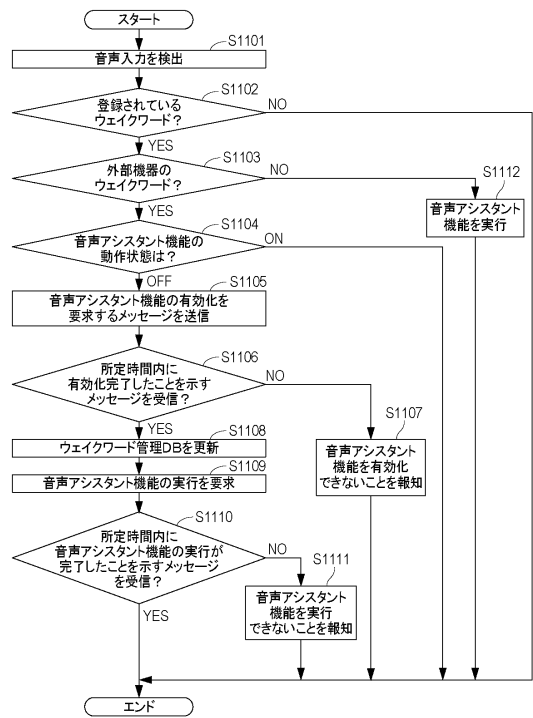 スタート
S1101
音声入力を検出
S1102
登録されている
ウェイクワード？
NO
YES
S1103
外部機器の
ウェイクワード？
NO
S1112
音声アシスタント
機能を実行
YES
S1104
音声アシスタント機能の
動作状態は？
ON
OFF
S1105
音声アシスタント機能の有効化を
要求するメッセージを送信
S1106
所定時間内に
有効化完了したことを示す
メッセージを受信？
NO
S1107
音声アシスタント
機能を有効化
できないことを報知
YES
S1108
ウェイクワード管理DBを更新
S1109
音声アシスタント機能の実行を要求
S1110
所定時間内に
音声アシスタント機能の実行が
完了したことを示すメッセージ
を受信？
NO
S1111
音声アシスタント
機能を実行
できないことを報知
YES
エンド